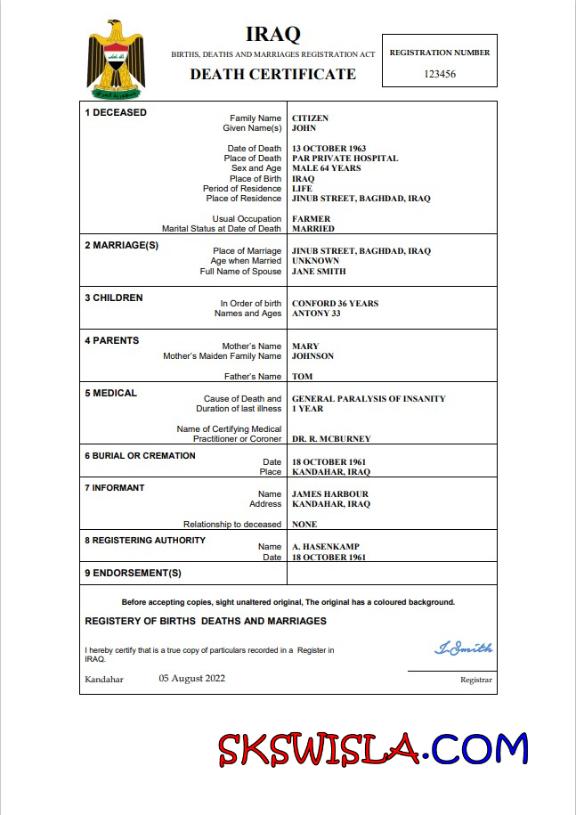 IRAQ
BIRTHS, DEATHS AND MARRIAGES REGISTRATION ACT
DEATH CERTIFICATE
REGISTRATION NUMBER
123456
1 DECEASED
Family Name CITIZEN
Given Name(s) JOHN
Date of Death 13 OCTOBER 1963
Place of Death PAR PRIVATE HOSPITAL
Sex and Age MALE 64 YEARS
Place of Birth IRAQ
Period of Residence LIFE
Place of Residence JINUB STREET, BAGHDAD, IRAQ
Usual Occupation FARMER
Marital Status at Date of Death MARRIED
2 MARRIAGE(S)
Place of Marriage JINUB STREET, BAGHDAD, IRAQ
Age when Married UNKNOWN
Full Name of Spouse JANE SMITH
3 CHILDREN
In Order of birth CONFORD 36 YEARS
Names and Ages ANTONY 33
4 PARENTS
Mother's Name MARY
Mother's Maiden Family Name JOHNSON
Father's Name TOM
5 MEDICAL
Cause of Death and GENERAL PARALYSIS OF INSANITY
Duration of last illness 1 YEAR
Name of Certifying Medical
Practitioner or Coroner DR. R. MCBURNEY
6 BURIAL OR CREMATION
Date 18 OCTOBER 1961
Place KANDAHAR, IRAQ
7 INFORMANT
Name JAMES HARBOUR
Address KANDAHAR, IRAQ
Relationship to deceased NONE
8 REGISTERING AUTHORITY
Name A. HASENKAMP
Date 18 OCTOBER 1961
9 ENDORSEMENT(S)
Before accepting copies, sight unaltered original, The original has a coloured background.
REGISTERY OF BIRTHS DEATHS AND MARRIAGES
I hereby certify that is a true copy of particulars recorded in a Register in
IRAQ.
J. Smith
Kandahar 05 August 2022 Registrar
SKSWISLA.COM